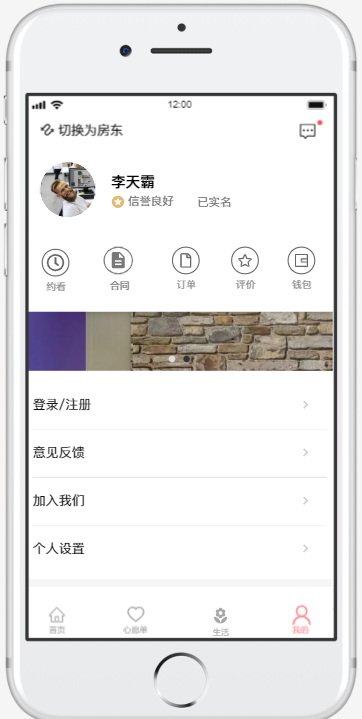 12:00
切换为房东
李天霸
信誉良好 已实名
约看 合同 订单 评价 钱包
登录/注册
意见反馈
加入我们
个人设置
首页 心愿单 生活 我的